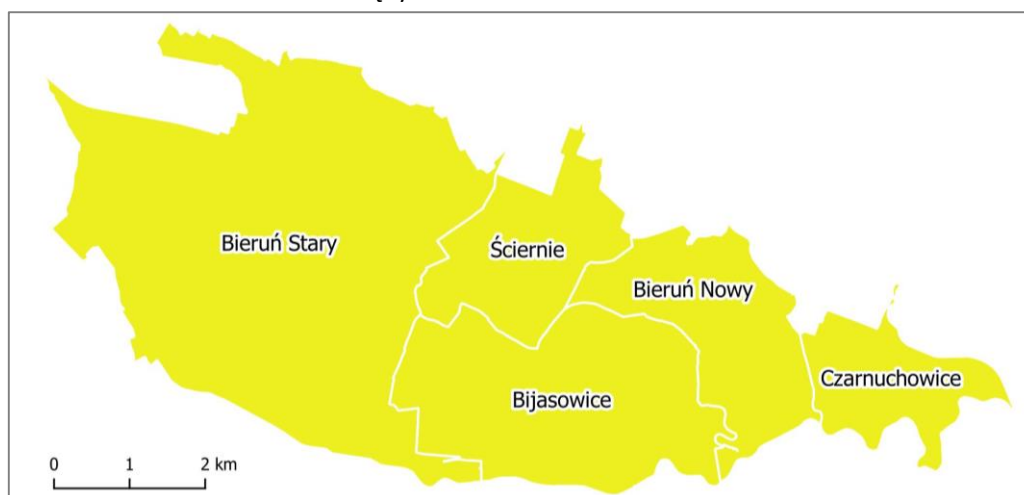 Bieruń Stary
Ściernie
Bieruń Nowy
Czarnuchowice
Bijasowice
0 1 2 km